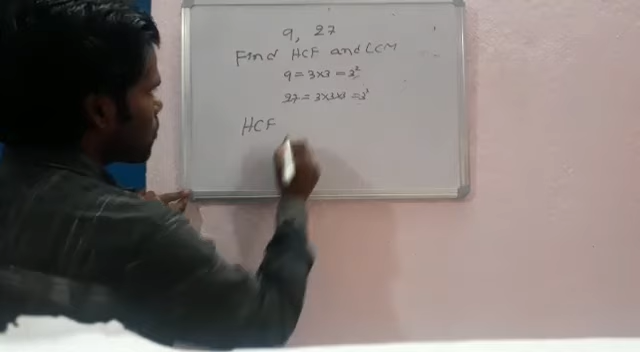 9, 27
Find HCF and LCM
9 = 3×3 = 3²
27 = 3×3×3 = 3³
HCF